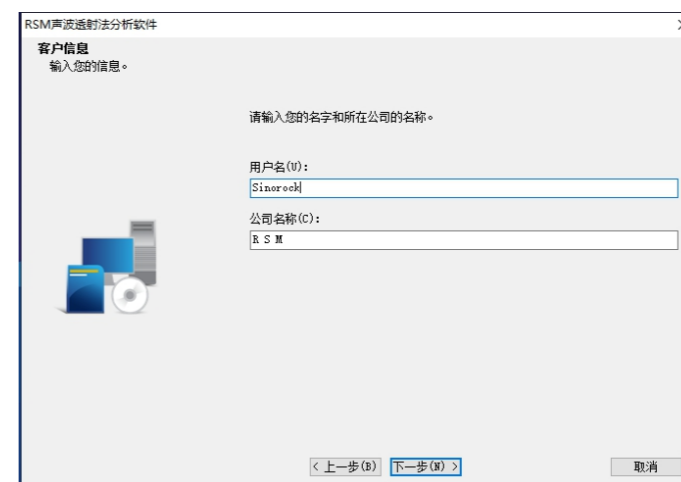 RSM声波透射法分析软件
客户信息
输入您的信息。
请输入您的名字和所在公司的名称。
用户名(U):
Sinorock
公司名称(C):
R S M
< 上一步(B) 下一步(N) > 取消